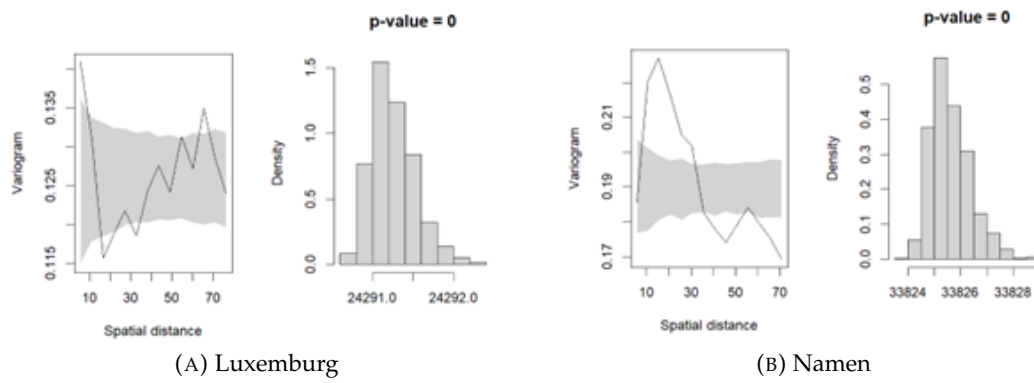 p-value = 0
Variogram
0.115
0.125
0.135
10
30
50
70
Spatial distance
Density
0.0
0.5
1.0
1.5
24291.0
24292.0
(A) Luxemburg
p-value = 0
Variogram
0.17
0.19
0.21
10
30
50
70
Spatial distance
Density
0.0
0.1
0.2
0.3
0.4
0.5
33824
33826
33828
(B) Namen